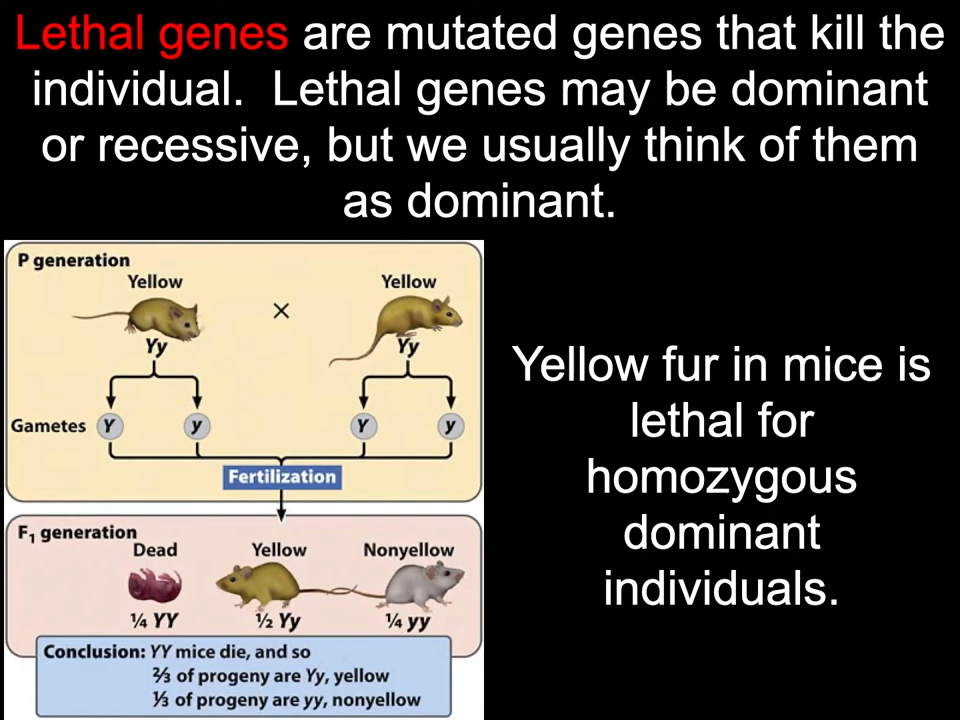 Lethal genes are mutated genes that kill the
individual.  Lethal genes may be dominant
or recessive, but we usually think of them
as dominant.
P generation
Yellow
Yellow
×
Yy
Yy
Gametes Y y Y y
Fertilization
F₁ generation
Dead
Yellow
Nonyellow
¼ YY
½ Yy
¼ yy
Conclusion: YY mice die, and so
⅔ of progeny are Yy, yellow
⅓ of progeny are yy, nonyellow
Yellow fur in mice is
lethal for
homozygous
dominant
individuals.